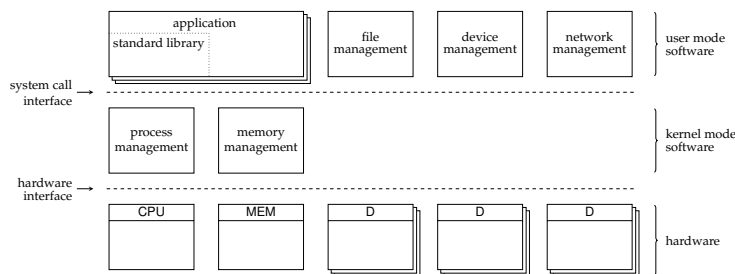 application
standard library
file
management
device
management
network
management
user mode
software
system call
interface
process
management
memory
management
kernel mode
software
hardware
interface
CPU
MEM
D
D
D
hardware